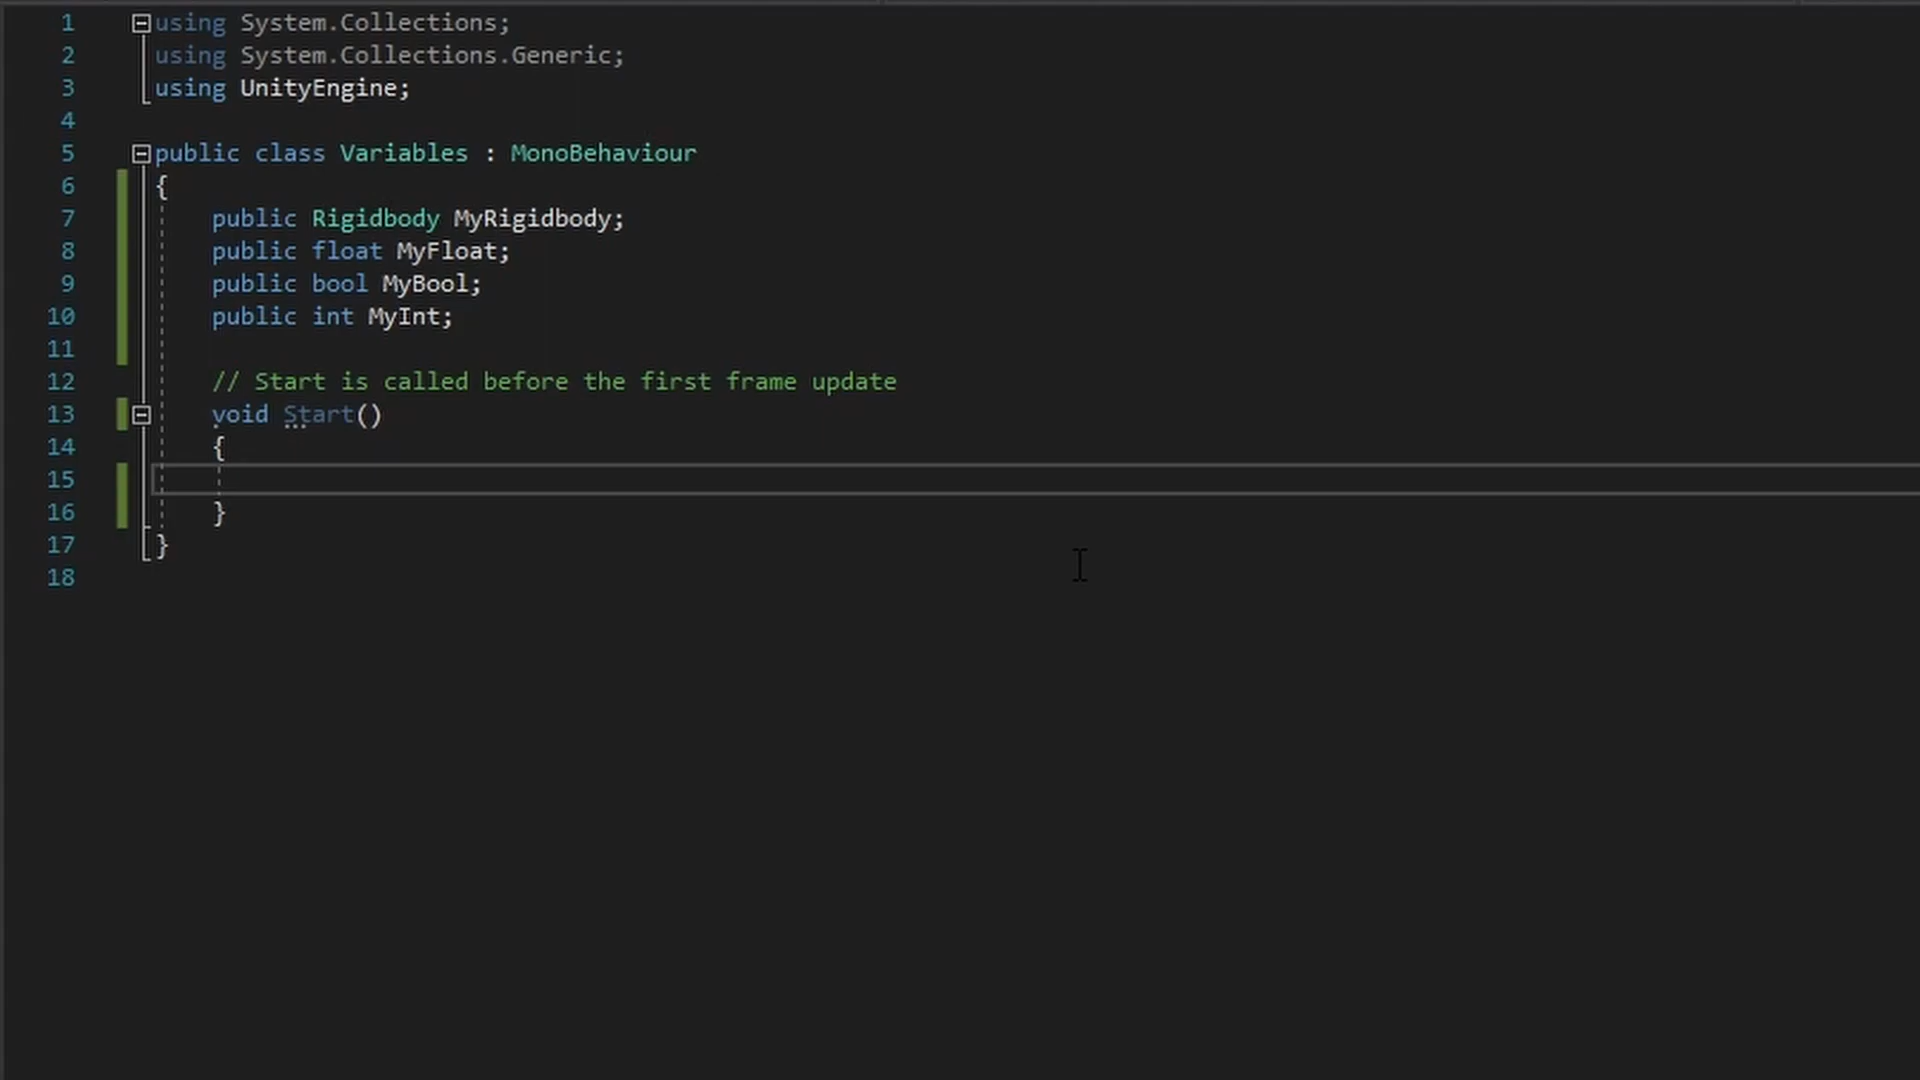 1 using System.Collections;
2 using System.Collections.Generic;
3 using UnityEngine;
4
5 public class Variables : MonoBehaviour
6 {
7 public Rigidbody MyRigidbody;
8 public float MyFloat;
9 public bool MyBool;
10 public int MyInt;
11
12 // Start is called before the first frame update
13 void Start()
14 {
15
16 }
17 }
18